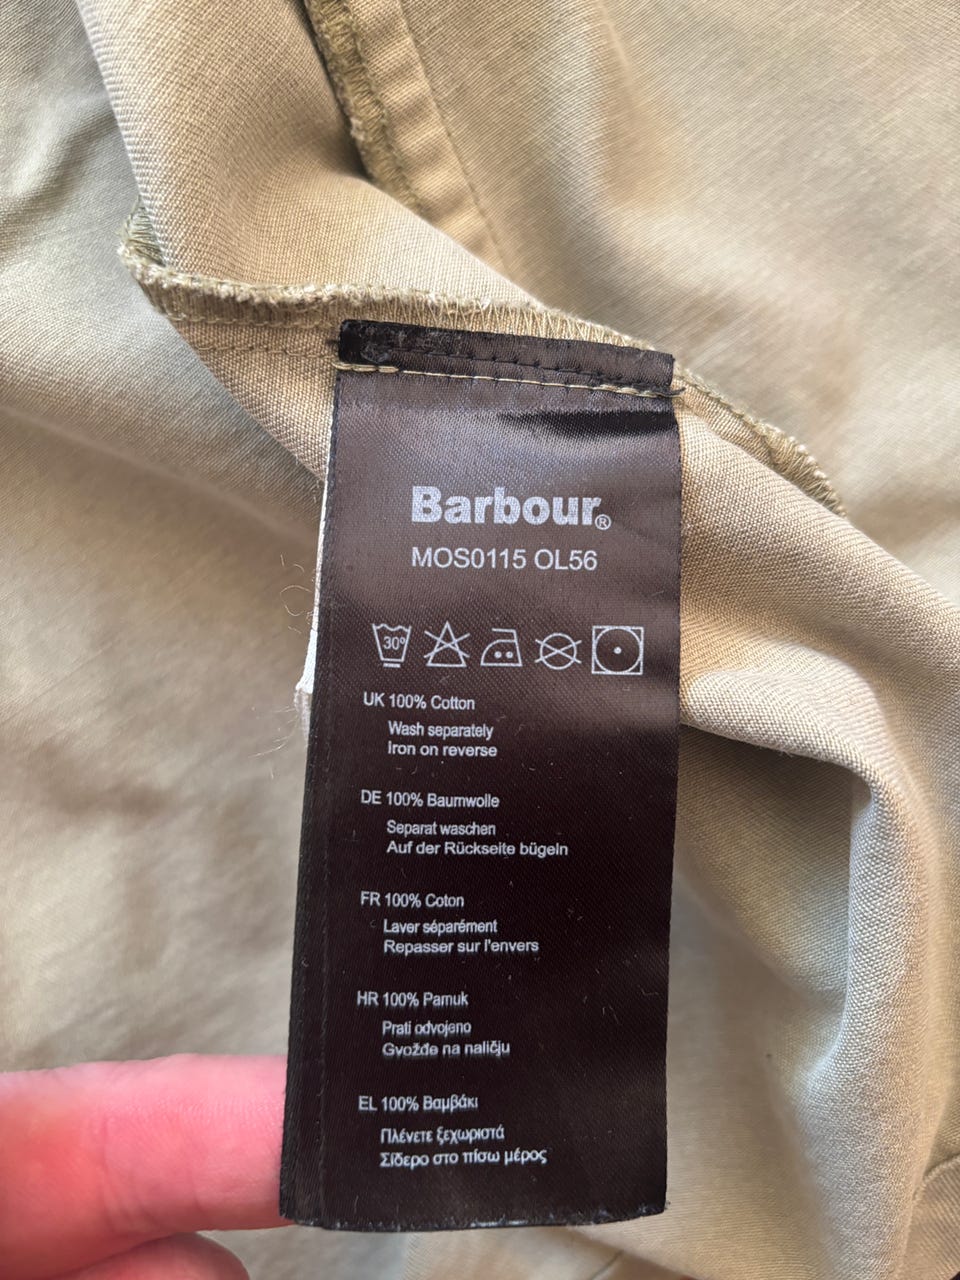 Barbour®
MOS0115 OL56
30°
UK 100% Cotton
Wash separately
Iron on reverse
DE 100% Baumwolle
Separat waschen
Auf der Rückseite bügeln
FR 100% Coton
Laver séparément
Repasser sur l'envers
HR 100% Pamuk
Prati odvojeno
Gvožđe na naličju
EL 100% Βαμβάκι
Πλένετε ξεχωριστά
Σίδερο στο πίσω μέρος